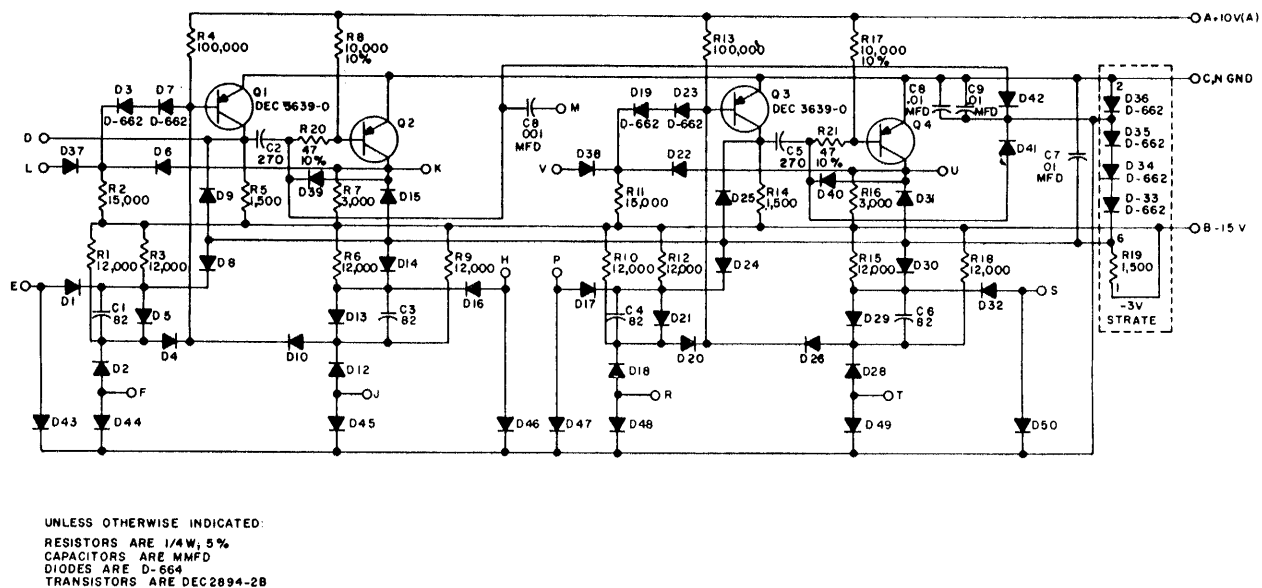 A+10V(A)
R4
100,000
R8
10,000
10%
R13
100,000
R17
10,000
10%
C,N GND
D3
D-662
D7
D-662
Q1
DEC 3639-0
Q2
C8
.001
MFD
M
D19
D-662
D23
D-662
Q3
DEC 3639-0
Q4
C8
.01
MFD
C9
.01
MFD
D42
2
D36
D-662
D
C2
270
R20
47
10%
C5
270
R21
47
10%
D41
C7
.01
MFD
D35
D-662
L
D37
D6
K
V
D38
D22
U
D34
D-662
R2
15,000
D9
R5
1,500
D39
R7
3,000
D15
R11
15,000
D25
R14
1,500
D40
R16
3,000
D31
D-33
D-662
B-15 V
R1
12,000
R3
12,000
D8
R6
12,000
D14
R9
12,000
H
P
R10
12,000
R12
12,000
D24
R15
12,000
D30
R18
12,000
6
R19
1,500
1
E
D1
D16
D17
D32
S
C1
82
D5
D13
C3
82
C4
82
D21
D29
C6
82
-3V
STRATE
D4
D10
D20
D26
D2
D12
D18
D28
F
J
R
T
D43
D44
D45
D46
D47
D48
D49
D50
UNLESS OTHERWISE INDICATED:
RESISTORS ARE 1/4W; 5%
CAPACITORS ARE MMFD
DIODES ARE D-664
TRANSISTORS ARE DEC2894-2B